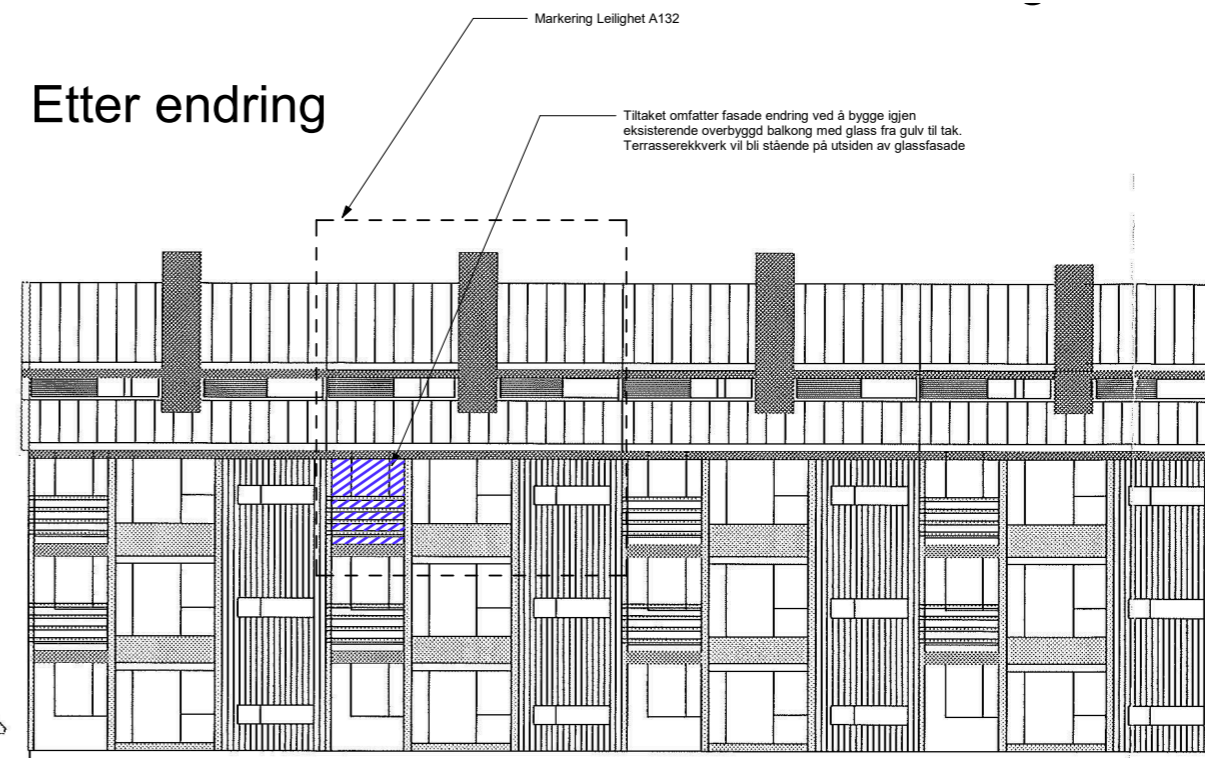 Markering Leilighet A132
Etter endring
Tiltaket omfatter fasade endring ved å bygge igjen
eksisterende overbyggd balkong med glass fra gulv til tak.
Terrasserekkverk vil bli stående på utsiden av glassfasade